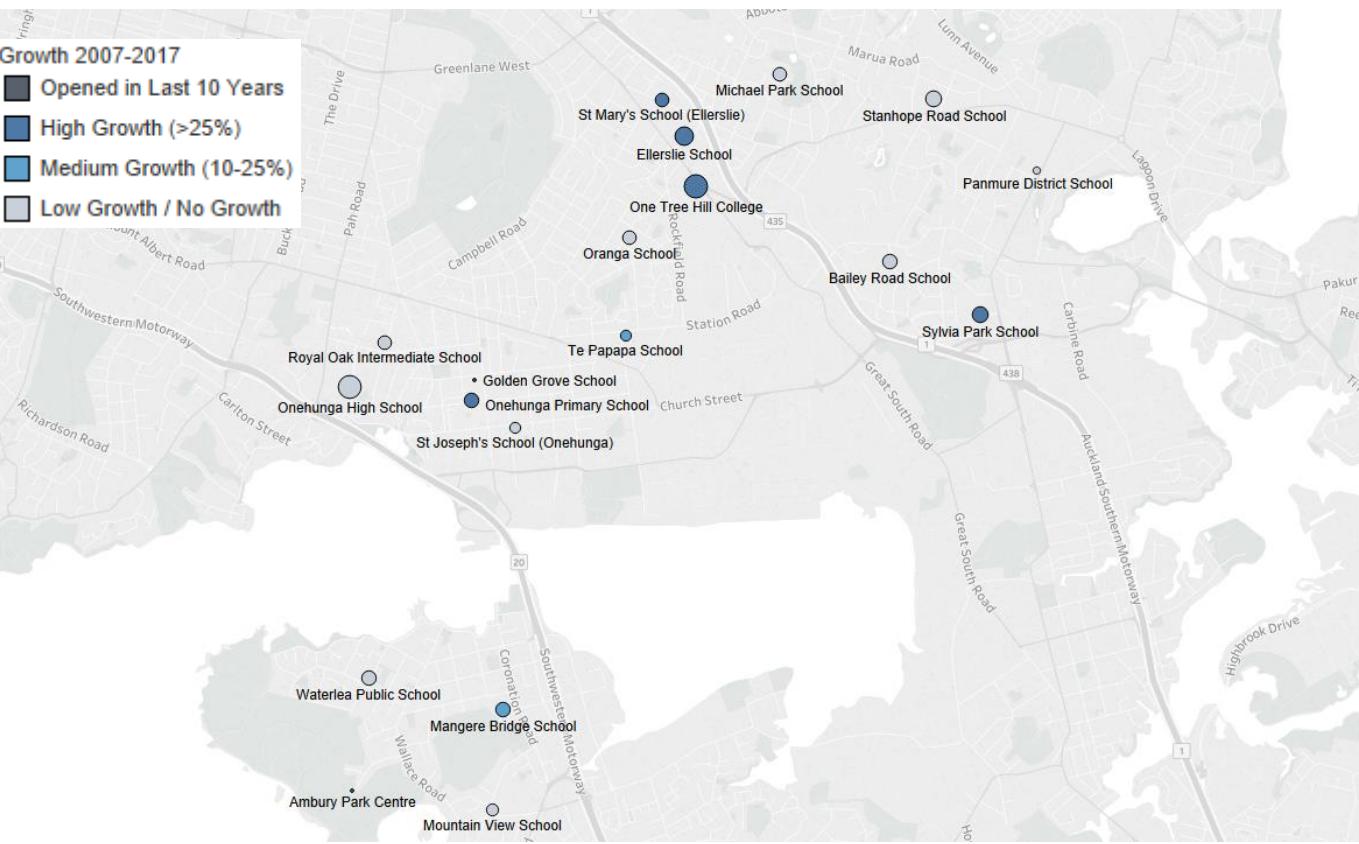 Growth 2007-2017
Opened in Last 10 Years
High Growth (>25%)
Medium Growth (10-25%)
Low Growth / No Growth
1
Greenlane West
The Drive
Pah Road
Campbell Road
Lunn Avenue
Marua Road
Michael Park School
St Mary's School (Ellerslie)
Stanhope Road School
Ellerslie School
Lagoon Drive
Panmure District School
One Tree Hill College
435
Rockfield Road
Oranga School
Albert Road
Bailey Road School
Southwestern Motorway
Station Road
Sylvia Park School
Carbine Road
Te Papapa School
Royal Oak Intermediate School
1
438
Golden Grove School
Onehunga High School
Onehunga Primary School
Church Street
Great South Road
Carlton Street
Richardson Road
St Joseph's School (Onehunga)
Auckland Southern Motorway
Great South Road
20
Highbrook Drive
Coronation Road
Southwestern Motorway
Waterlea Public School
Mangere Bridge School
Wallace Road
1
Ambury Park Centre
Mountain View School